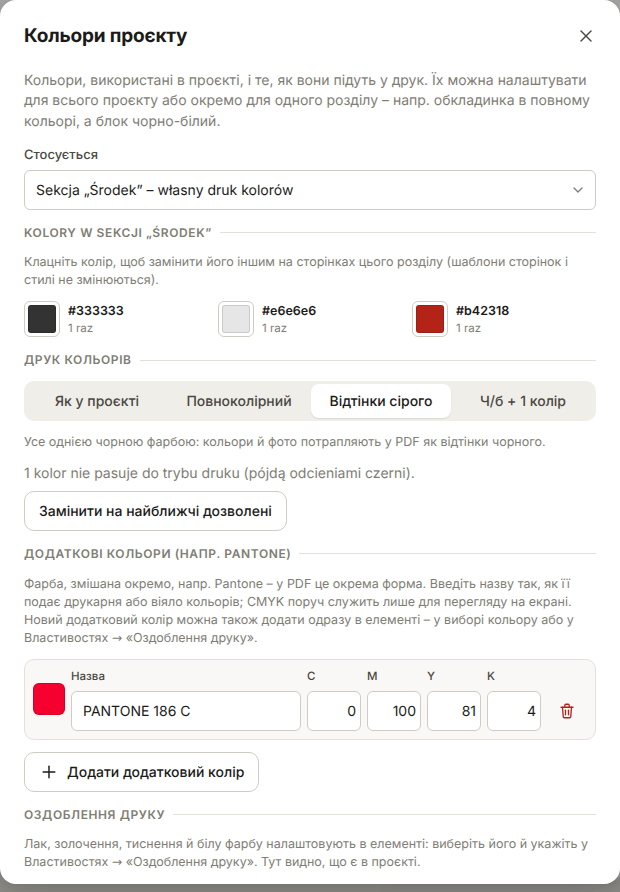 Кольори проєкту
Кольори, використані в проєкті, і те, як вони підуть у друк. Їх можна налаштувати
для всього проєкту або окремо для одного розділу – напр. обкладинка в повному
кольорі, а блок чорно-білий.
Стосується
Sekcja „Środek” – własny druk kolorów
KOLORY W SEKCJI „ŚRODEK”
Клацніть колір, щоб замінити його іншим на сторінках цього розділу (шаблони сторінок і
стилі не змінюються).
#333333
1 raz
#e6e6e6
1 raz
#b42318
1 raz
ДРУК КОЛЬОРІВ
Як у проєкті
Повноколірний
Відтінки сірого
Ч/б + 1 колір
Усе однією чорною фарбою: кольори й фото потрапляють у PDF як відтінки чорного.
1 kolor nie pasuje do trybu druku (pójdą odcieniami czerni).
Замінити на найближчі дозволені
ДОДАТКОВІ КОЛЬОРИ (НАПР. PANTONE)
Фарба, змішана окремо, напр. Pantone – у PDF це окрема форма. Введіть назву так, як її
подає друкарня або віяло кольорів; CMYK поруч служить лише для перегляду на екрані.
Новий додатковий колір можна також додати одразу в елементі – у виборі кольору або у
Властивостях → «Оздоблення друку».
Назва
C
M
Y
K
PANTONE 186 C
0
100
81
4
Додати додатковий колір
ОЗДОБЛЕННЯ ДРУКУ
Лак, золочення, тиснення й білу фарбу налаштовують в елементі: виберіть його й укажіть у
Властивостях → «Оздоблення друку». Тут видно, що є в проєкті.